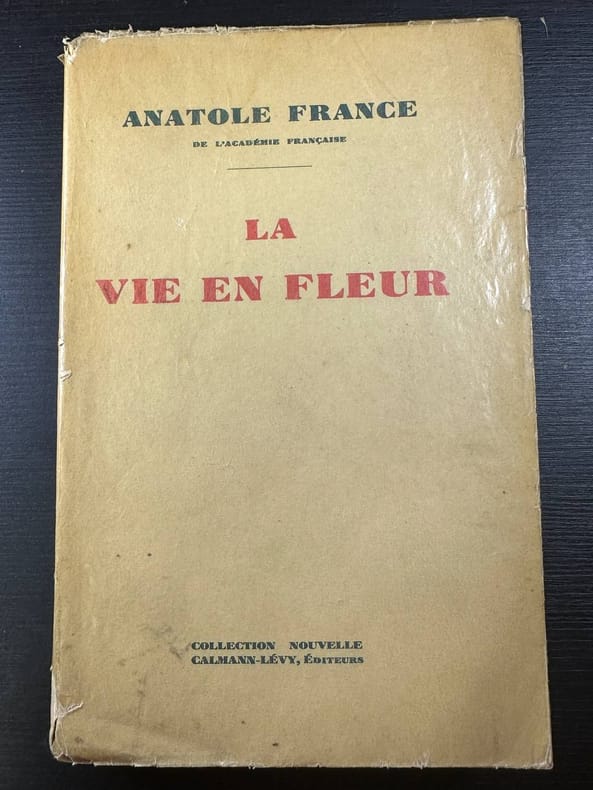 ANATOLE FRANCE
DE L'ACADÉMIE FRANÇAISE
LA
VIE EN FLEUR
COLLECTION NOUVELLE
CALMANN-LÉVY, ÉDITEURS